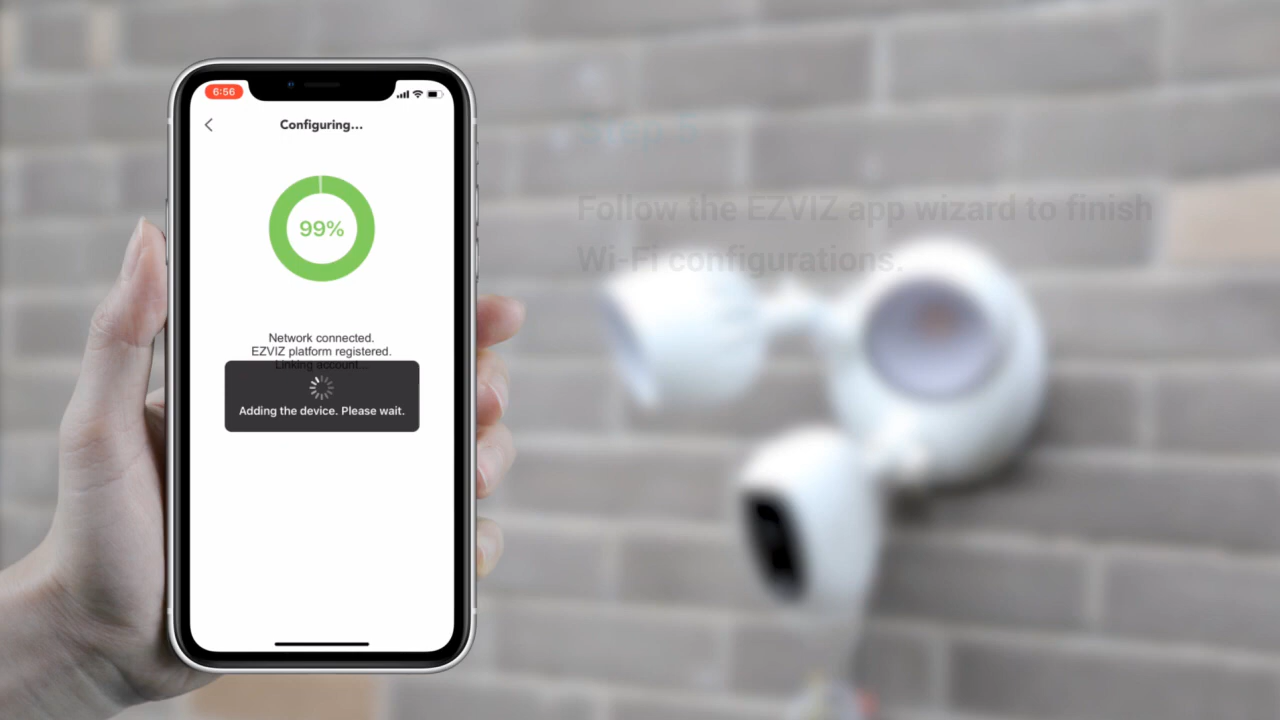 6:56
Configuring...
99%
Network connected.
EZVIZ platform registered.
Linking account...
Adding the device. Please wait.
Follow the EZVIZ app wizard to finish
Wi-Fi configurations.